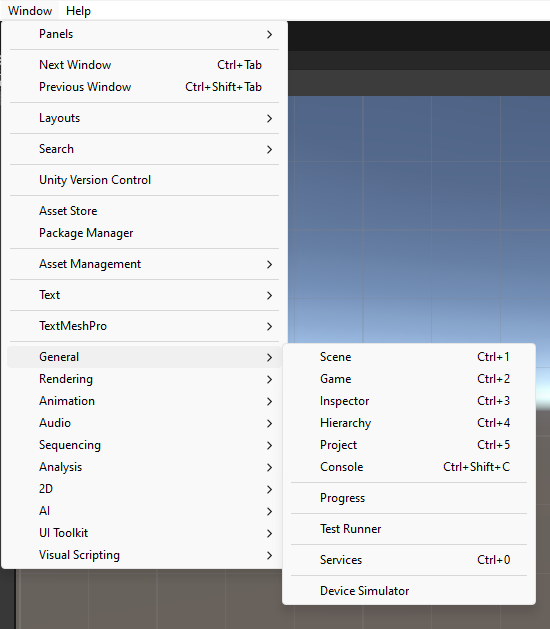 Window Help
Panels
Next Window Ctrl+Tab
Previous Window Ctrl+Shift+Tab
Layouts
Search
Unity Version Control
Asset Store
Package Manager
Asset Management
Text
TextMeshPro
General
Rendering
Animation
Audio
Sequencing
Analysis
2D
AI
UI Toolkit
Visual Scripting
Scene Ctrl+1
Game Ctrl+2
Inspector Ctrl+3
Hierarchy Ctrl+4
Project Ctrl+5
Console Ctrl+Shift+C
Progress
Test Runner
Services Ctrl+0
Device Simulator